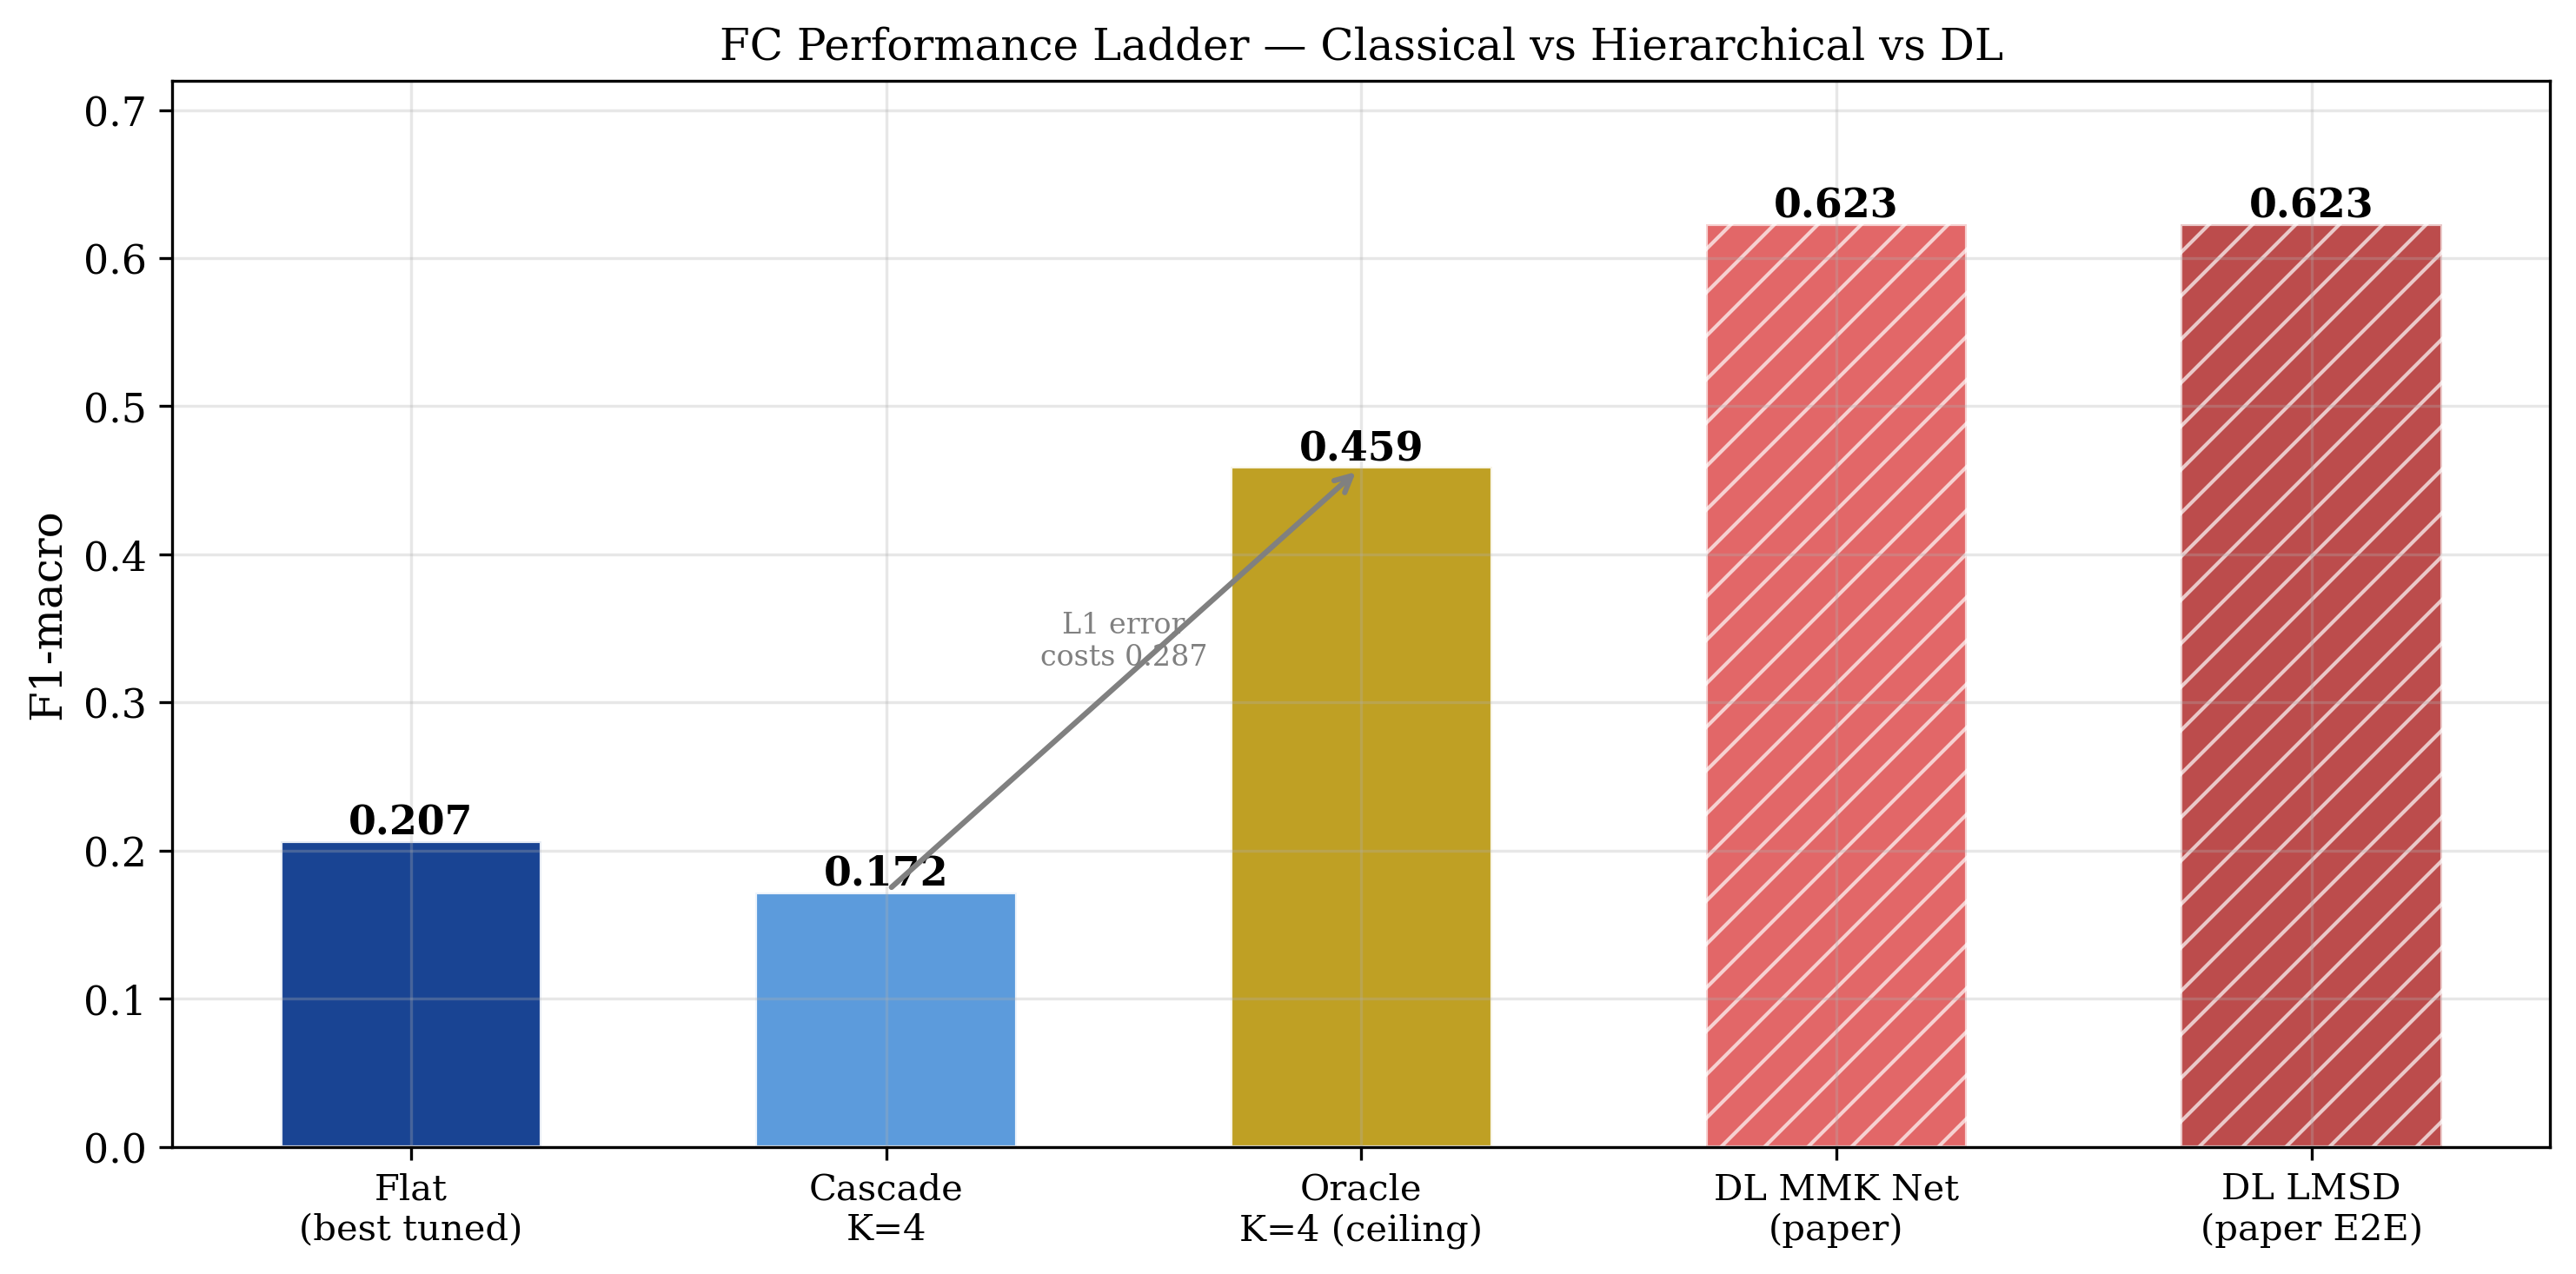 FC Performance Ladder — Classical vs Hierarchical vs DL
F1-macro
0.7
0.6
0.5
0.4
0.3
0.2
0.1
0.0
0.207
0.172
0.459
0.623
0.623
L1 error
costs 0.287
Flat
(best tuned)
Cascade
K=4
Oracle
K=4 (ceiling)
DL MMK Net
(paper)
DL LMSD
(paper E2E)